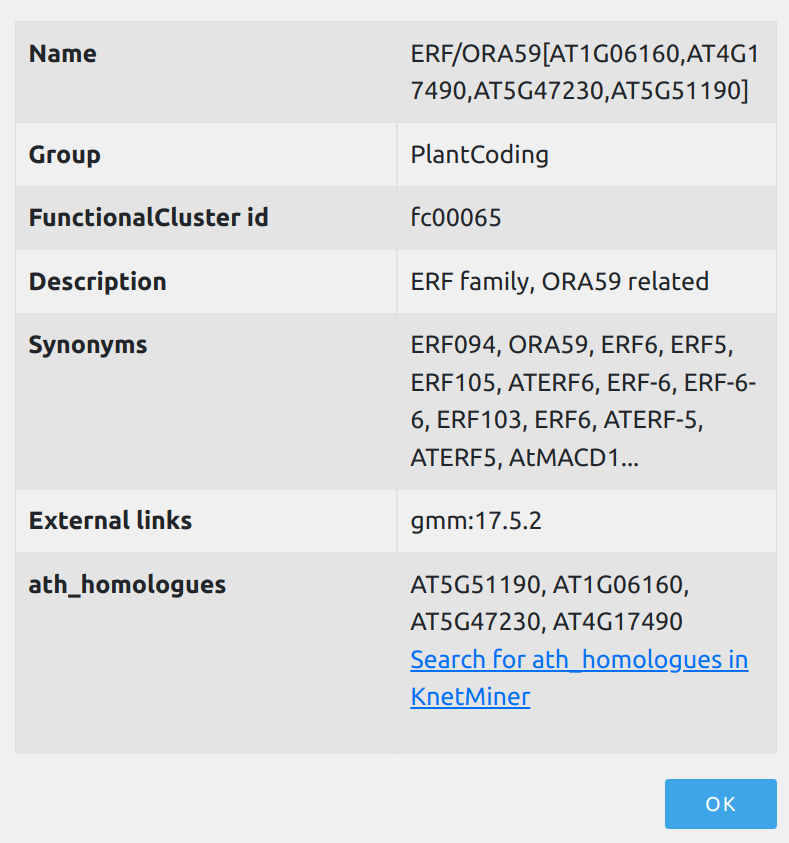 Name
ERF/ORA59[AT1G06160,AT4G1
7490,AT5G47230,AT5G51190]
Group
PlantCoding
FunctionalCluster id
fc00065
Description
ERF family, ORA59 related
Synonyms
ERF094, ORA59, ERF6, ERF5,
ERF105, ATERF6, ERF-6, ERF-6-
6, ERF103, ERF6, ATERF-5,
ATERF5, AtMACD1...
External links
gmm:17.5.2
ath_homologues
AT5G51190, AT1G06160,
AT5G47230, AT4G17490
Search for ath_homologues in
KnetMiner
OK